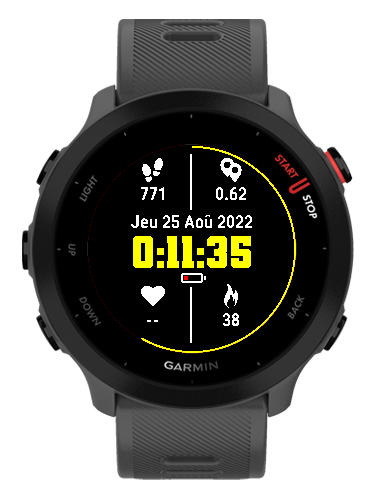 START
STOP
LIGHT
771
0.62
Jeu 25 Aoû 2022
UP
0:11:35
--
38
DOWN
BACK
GARMIN